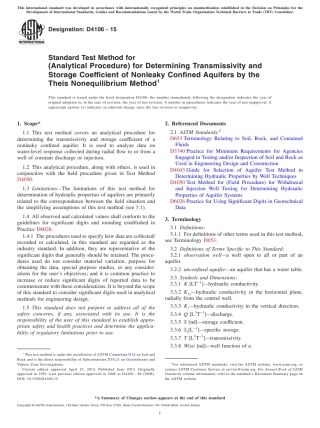 This international standard was developed in accordance with internationally recognized principles on standardization established in the Decision on Principles for the
Development of International Standards, Guides and Recommendations issued by the World Trade Organization Technical Barriers to Trade (TBT) Committee.
Designation: D4106 − 15
Standard Test Method for
(Analytical Procedure) for Determining Transmissivity and
Storage Coefficient of Nonleaky Confined Aquifers by the
Theis Nonequilibrium Method¹
This standard is issued under the fixed designation D4106; the number immediately following the designation indicates the year of
original adoption or, in the case of revision, the year of last revision. A number in parentheses indicates the year of last reapproval. A
superscript epsilon (ε) indicates an editorial change since the last revision or reapproval.
1. Scope*
1.1 This test method covers an analytical procedure for
determining the transmissivity and storage coefficient of a
nonleaky confined aquifer. It is used to analyze data on
water-level response collected during radial flow to or from a
well of constant discharge or injection.
1.2 This analytical procedure, along with others, is used in
conjunction with the field procedure given in Test Method
D4050.
1.3 Limitations—The limitations of this test method for
determination of hydraulic properties of aquifers are primarily
related to the correspondence between the field situation and
the simplifying assumptions of this test method (see 5.1).
1.4 All observed and calculated values shall conform to the
guidelines for significant digits and rounding established in
Practice D6026.
1.4.1 The procedures used to specify how data are collected/
recorded or calculated, in this standard are regarded as the
industry standard. In addition, they are representative of the
significant digits that generally should be retained. The proce-
dures used do not consider material variation, purpose for
obtaining the data, special purpose studies, or any consider-
ations for the user's objectives; and it is common practice to
increase or reduce significant digits of reported data to be
commensurate with these considerations. It is beyond the scope
of this standard to consider significant digits used in analytical
methods for engineering design.
1.5 This standard does not purport to address all of the
safety concerns, if any, associated with its use. It is the
responsibility of the user of this standard to establish appro-
priate safety and health practices and determine the applica-
bility of regulatory limitations prior to use.
¹ This test method is under the jurisdiction of ASTM Committee D18 on Soil and
Rock and is the direct responsibility of Subcommittee D18.21 on Groundwater and
Vadose Zone Investigations.
Current edition approved April 15, 2015. Published June 2015. Originally
approved in 1991. Last previous edition approved in 2008 as D4106 – 96 (2008).
DOI: 10.1520/D4106-15.
2. Referenced Documents
2.1 ASTM Standards:²
D653 Terminology Relating to Soil, Rock, and Contained
Fluids
D3740 Practice for Minimum Requirements for Agencies
Engaged in Testing and/or Inspection of Soil and Rock as
Used in Engineering Design and Construction
D4043 Guide for Selection of Aquifer Test Method in
Determining Hydraulic Properties by Well Techniques
D4050 Test Method for (Field Procedure) for Withdrawal
and Injection Well Testing for Determining Hydraulic
Properties of Aquifer Systems
D6026 Practice for Using Significant Digits in Geotechnical
Data
3. Terminology
3.1 Definitions:
3.1.1 For definitions of other terms used in this test method,
see Terminology D653.
3.2 Definitions of Terms Specific to This Standard:
3.2.1 observation well—a well open to all or part of an
aquifer.
3.2.2 unconfined aquifer—an aquifer that has a water table.
3.3 Symbols and Dimensions:
3.3.1 K [LT⁻¹]—hydraulic conductivity.
3.3.2 Kxy—hydraulic conductivity in the horizontal plane,
radially from the control well.
3.3.3 Kz—hydraulic conductivity in the vertical direction.
3.3.4 Q [L³T⁻¹]—discharge.
3.3.5 S [nd]—storage coefficient.
3.3.6 Ss[L⁻¹]—specific storage.
3.3.7 T [L²T⁻¹]—transmissivity.
3.3.8 W(u) [nd]—well function of u.
² For referenced ASTM standards, visit the ASTM website, www.astm.org, or
contact ASTM Customer Service at service@astm.org. For Annual Book of ASTM
Standards volume information, refer to the standard's Document Summary page on
the ASTM website.
*A Summary of Changes section appears at the end of this standard
Copyright © ASTM International, 100 Barr Harbor Drive, PO Box C700, West Conshohocken, PA 19428-2959. United States
1